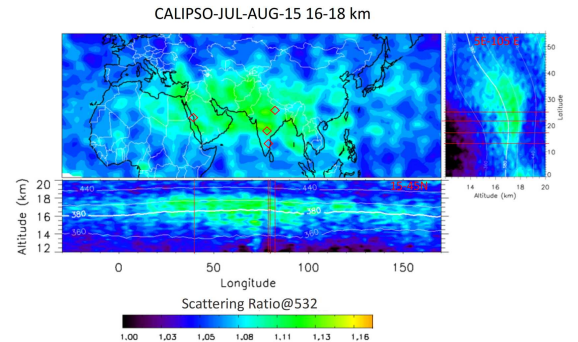 CALIPSO-JUL-AUG-15 16-18 km
50
40
30
20
10
0
Latitude
14 16 18 20
Altitude (km)
20
18
16
14
12
Altitude (km)
440
440
380
380
360
360
0 50 100 150
Longitude
Scattering Ratio@532
1.00 1.03 1.05 1.08 1.11 1.13 1.16